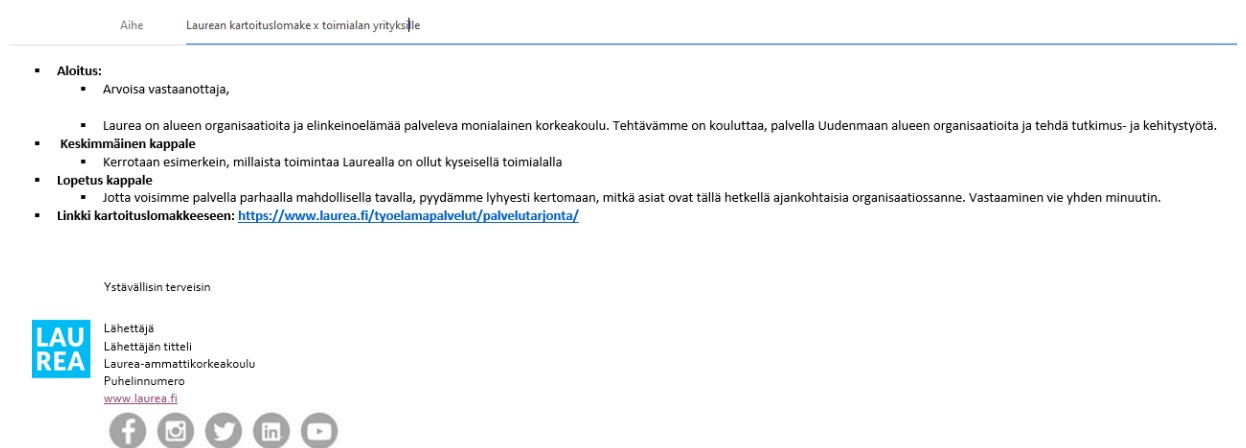 Aihe Laurean kartoituslomake x toimialan yrityksille
▪ Aloitus:
▪ Arvoisa vastaanottaja,
▪ Laurea on alueen organisaatioita ja elinkeinoelämää palveleva monialainen korkeakoulu. Tehtävämme on kouluttaa, palvella Uudenmaan alueen organisaatioita ja tehdä tutkimus- ja kehitystyötä.
▪ Keskimmäinen kappale
▪ Kerrotaan esimerkein, millaista toimintaa Laurealla on ollut kyseisellä toimialalla
▪ Lopetus kappale
▪ Jotta voisimme palvella parhaalla mahdollisella tavalla, pyydämme lyhyesti kertomaan, mitkä asiat ovat tällä hetkellä ajankohtaisia organisaatiossanne. Vastaaminen vie yhden minuutin.
▪ Linkki kartoituslomakkeeseen: https://www.laurea.fi/tyoelamapalvelut/palvelutarjonta/
Ystävällisin terveisin
LAU
REA
Lähettäjä
Lähettäjän titteli
Laurea-ammattikorkeakoulu
Puhelinnumero
www.laurea.fi